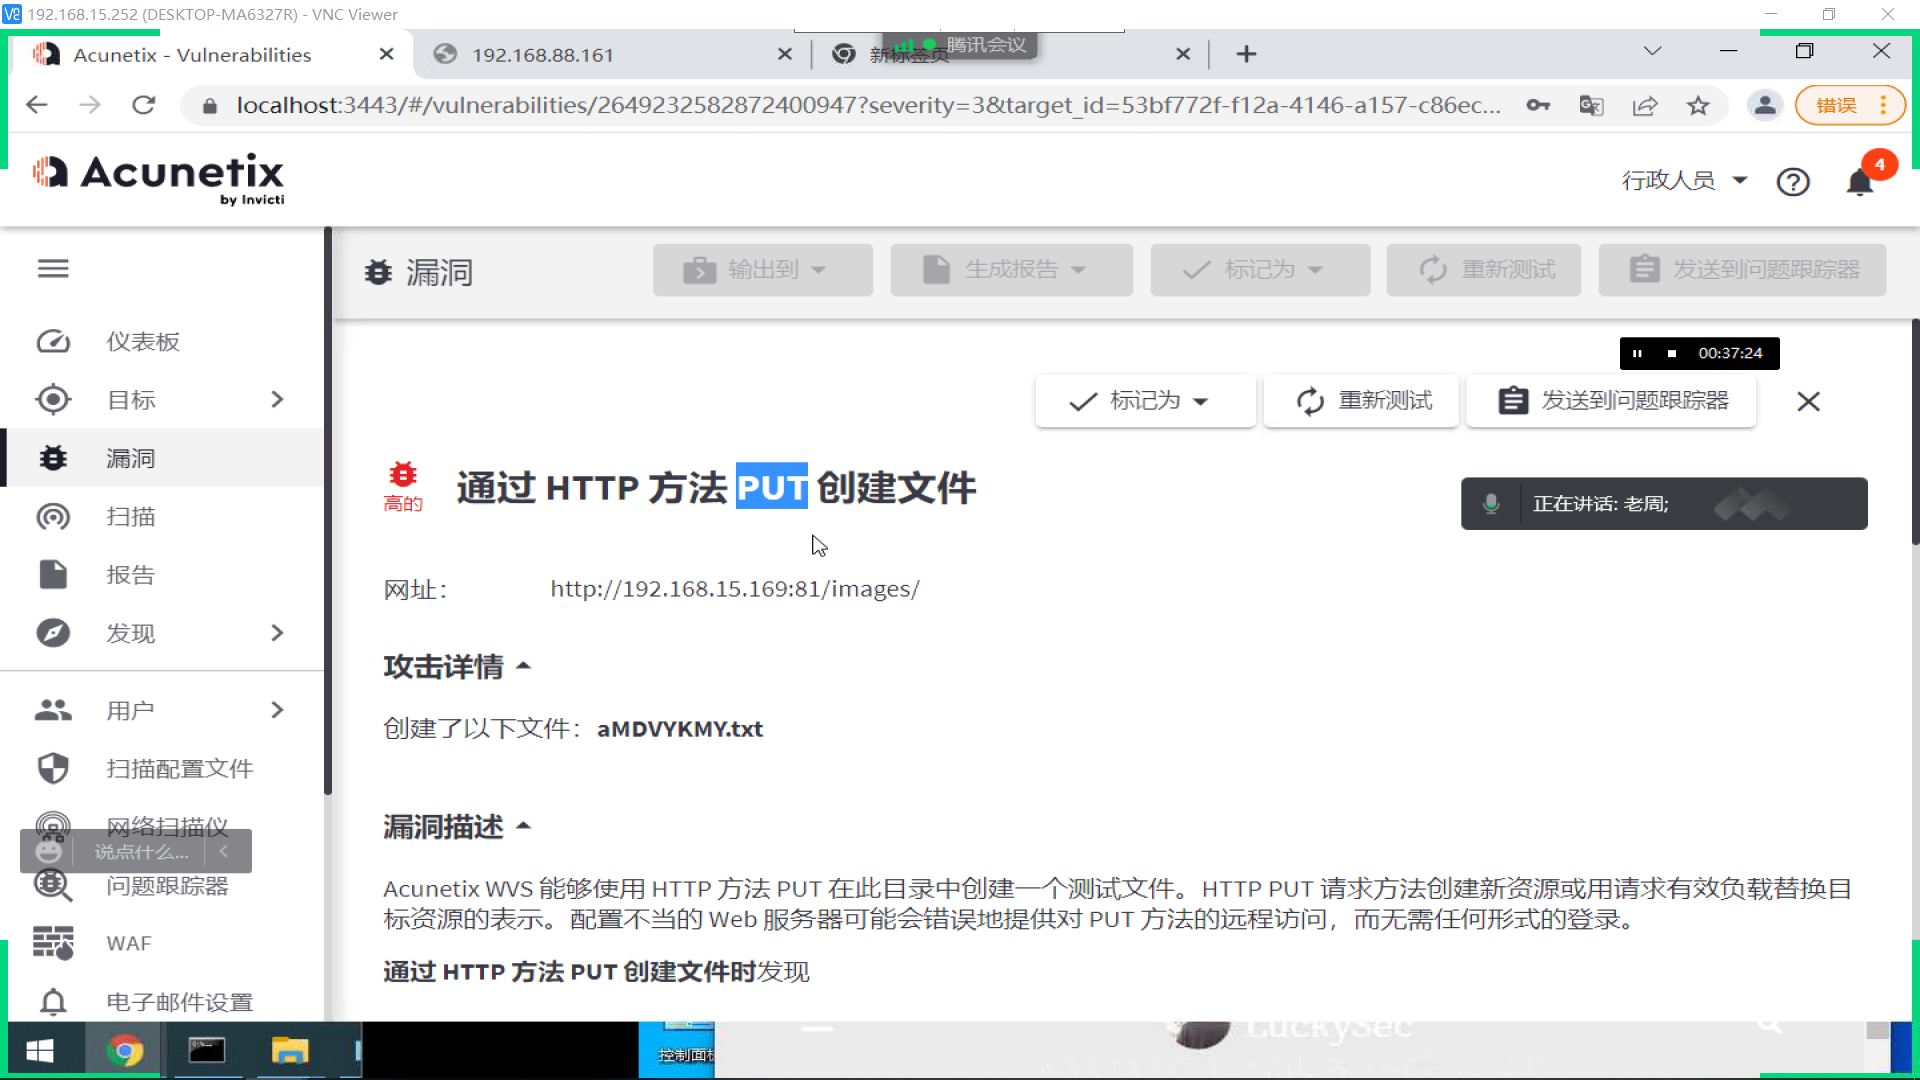 192.168.15.252 (DESKTOP-MA6327R) - VNC Viewer
Acunetix - Vulnerabilities
192.168.88.161
新标签页
腾讯会议
localhost:3443/#/vulnerabilities/2649232582872400947?severity=3&target_id=53bf772f-f12a-4146-a157-c86ec...
错误
Acunetix
by Invicti
行政人员
4
漏洞
输出到
生成报告
标记为
重新测试
发送到问题跟踪器
仪表板
目标
漏洞
扫描
报告
发现
用户
扫描配置文件
网络扫描仪
说点什么...
问题跟踪器
WAF
电子邮件设置
00:37:24
标记为
重新测试
发送到问题跟踪器
高的
通过 HTTP 方法 PUT 创建文件
正在讲话: 老周;
网址：
http://192.168.15.169:81/images/
攻击详情
创建了以下文件：aMDVYKMY.txt
漏洞描述
Acunetix WVS 能够使用 HTTP 方法 PUT 在此目录中创建一个测试文件。HTTP PUT 请求方法创建新资源或用请求有效负载替换目
标资源的表示。配置不当的 Web 服务器可能会错误地提供对 PUT 方法的远程访问，而无需任何形式的登录。
通过 HTTP 方法 PUT 创建文件时发现
控制面板
LuckySec